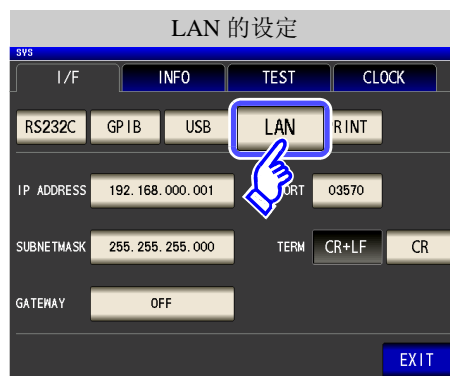 LAN 的设定
SYS
I/F INFO TEST CLOCK
RS232C GPIB USB LAN RINT
IP ADDRESS 192.168.000.001 ORT 03570
SUBNETMASK 255.255.255.000 TERM CR+LF CR
GATEWAY OFF
EXIT